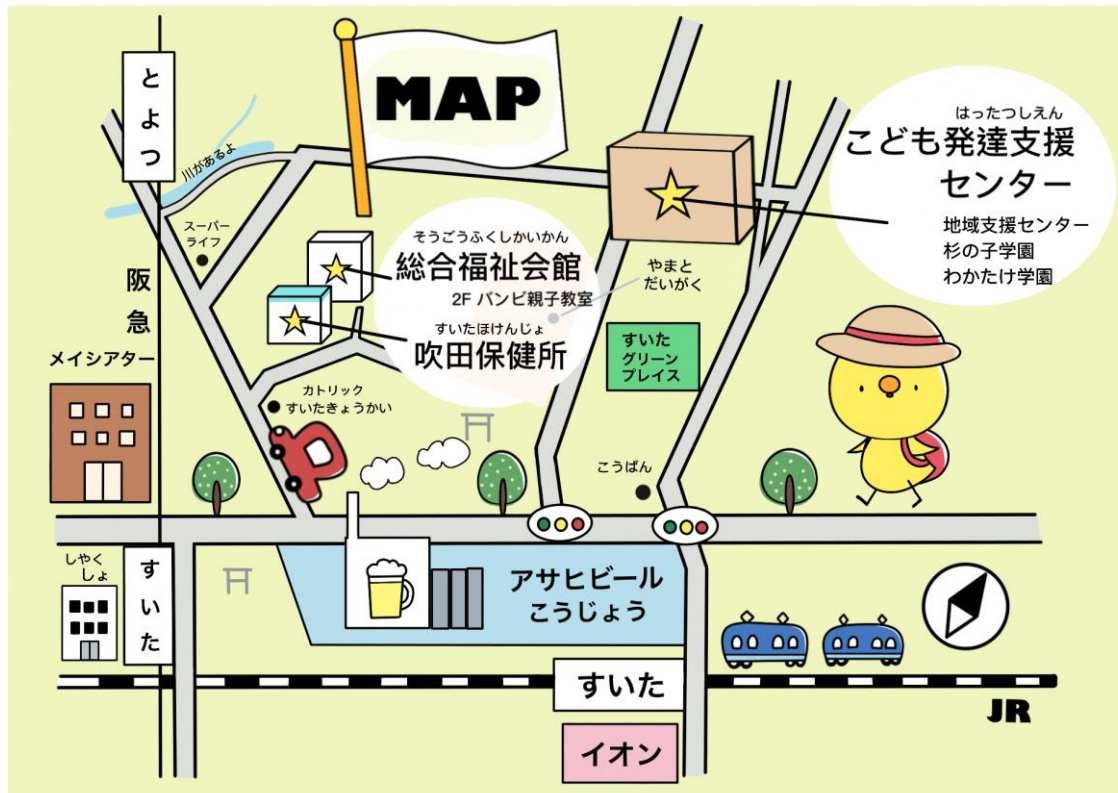 MAP
とよつ
川があるよ
スーパー
ライフ
阪急
メイシアター
そうごうふくしかいかん
総合福祉会館
2F バンビ親子教室
すいたほけんじょ
吹田保健所
はったつしえん
こども発達支援
センター
地域支援センター
杉の子学園
わかたけ学園
やまと
だいがく
すいた
グリーン
プレイス
カトリック
すいたきょうかい
こうばん
しやく
しょ
すいた
アサヒビール
こうじょう
すいた
JR
イオン